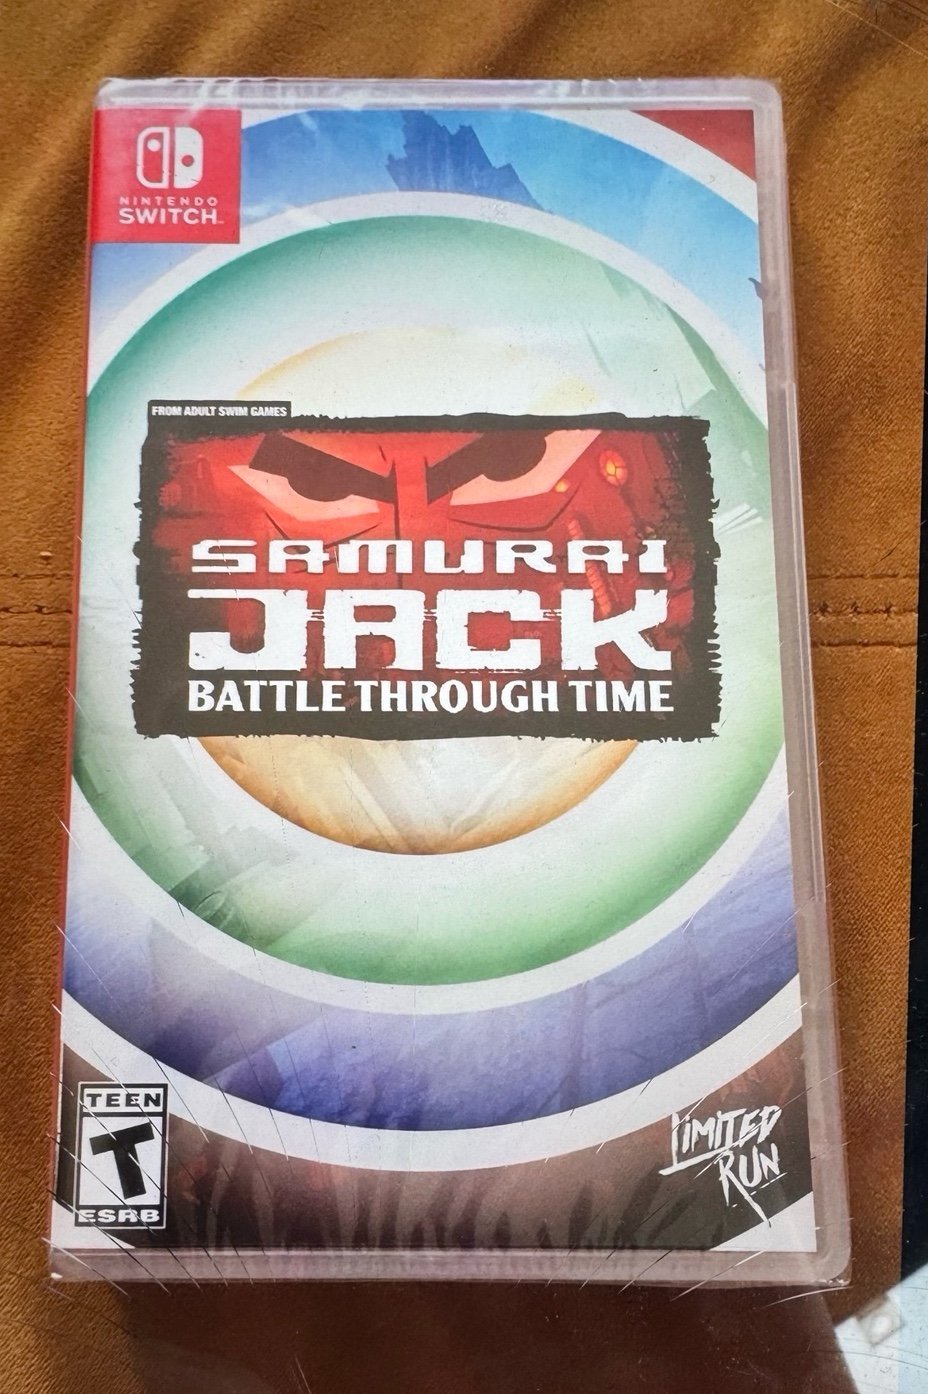 NINTENDO
SWITCH
FROM ADULT SWIM GAMES
SAMURAI
JACK
BATTLE THROUGH TIME
TEEN
T
ESRB
LIMITED
RUN